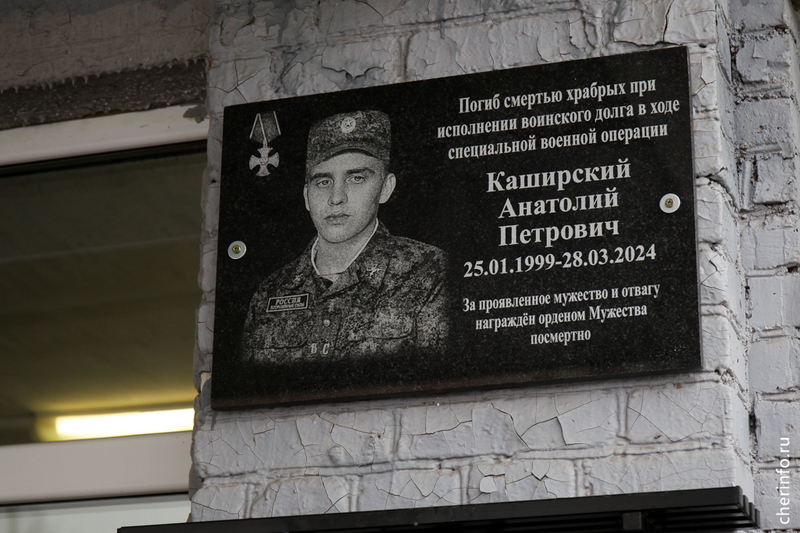 Погиб смертью храбрых при
исполнении воинского долга в ходе
специальной военной операции
Каширский
Анатолий
Петрович
25.01.1999-28.03.2024
За проявленное мужество и отвагу
награждён орденом Мужества
посмертно
РОССИЯ
ВС
cherinfo.ru